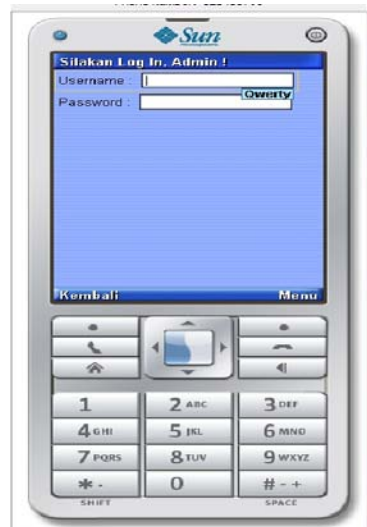 Sun
Silakan Log In, Admin !
Username :
Qwerty
Password :
Kembali Menu
1 2 ABC 3 DEF
4 GHI 5 JKL 6 MNO
7 PQRS 8 TUV 9 WXYZ
* . 0 # - +
SHIFT SPACE